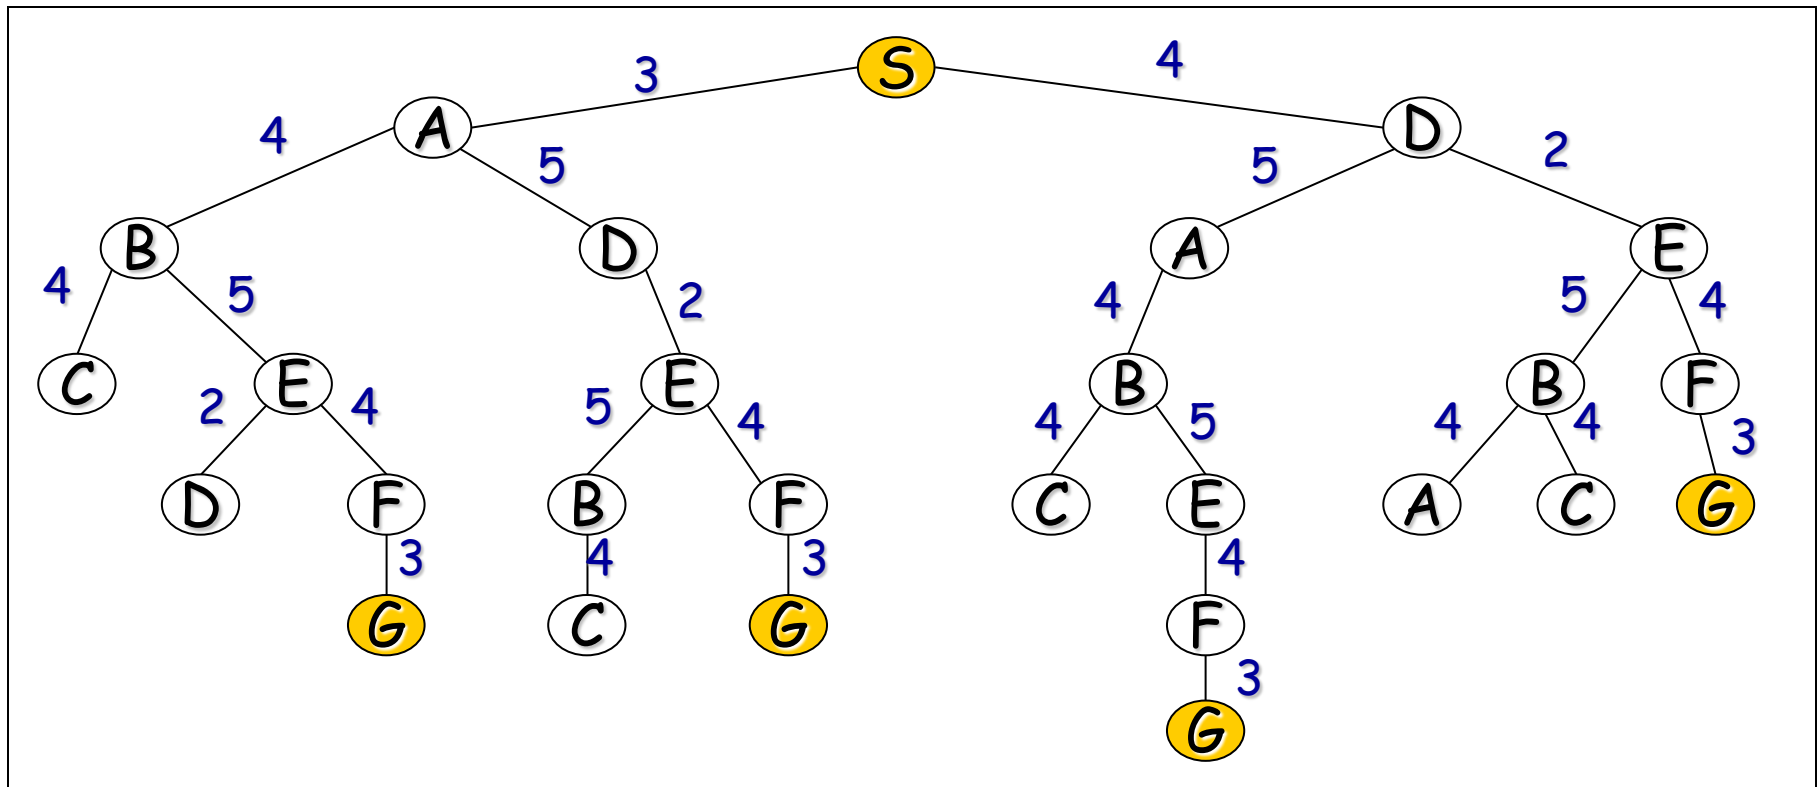 S
3 4
A D
4 5 5 2
B D A E
4 5 2 4 5 4
C E E B B F
2 4 5 4 4 5 4 4 3
D F B F C E A C G
3 4 3 4
G C G F
3
G